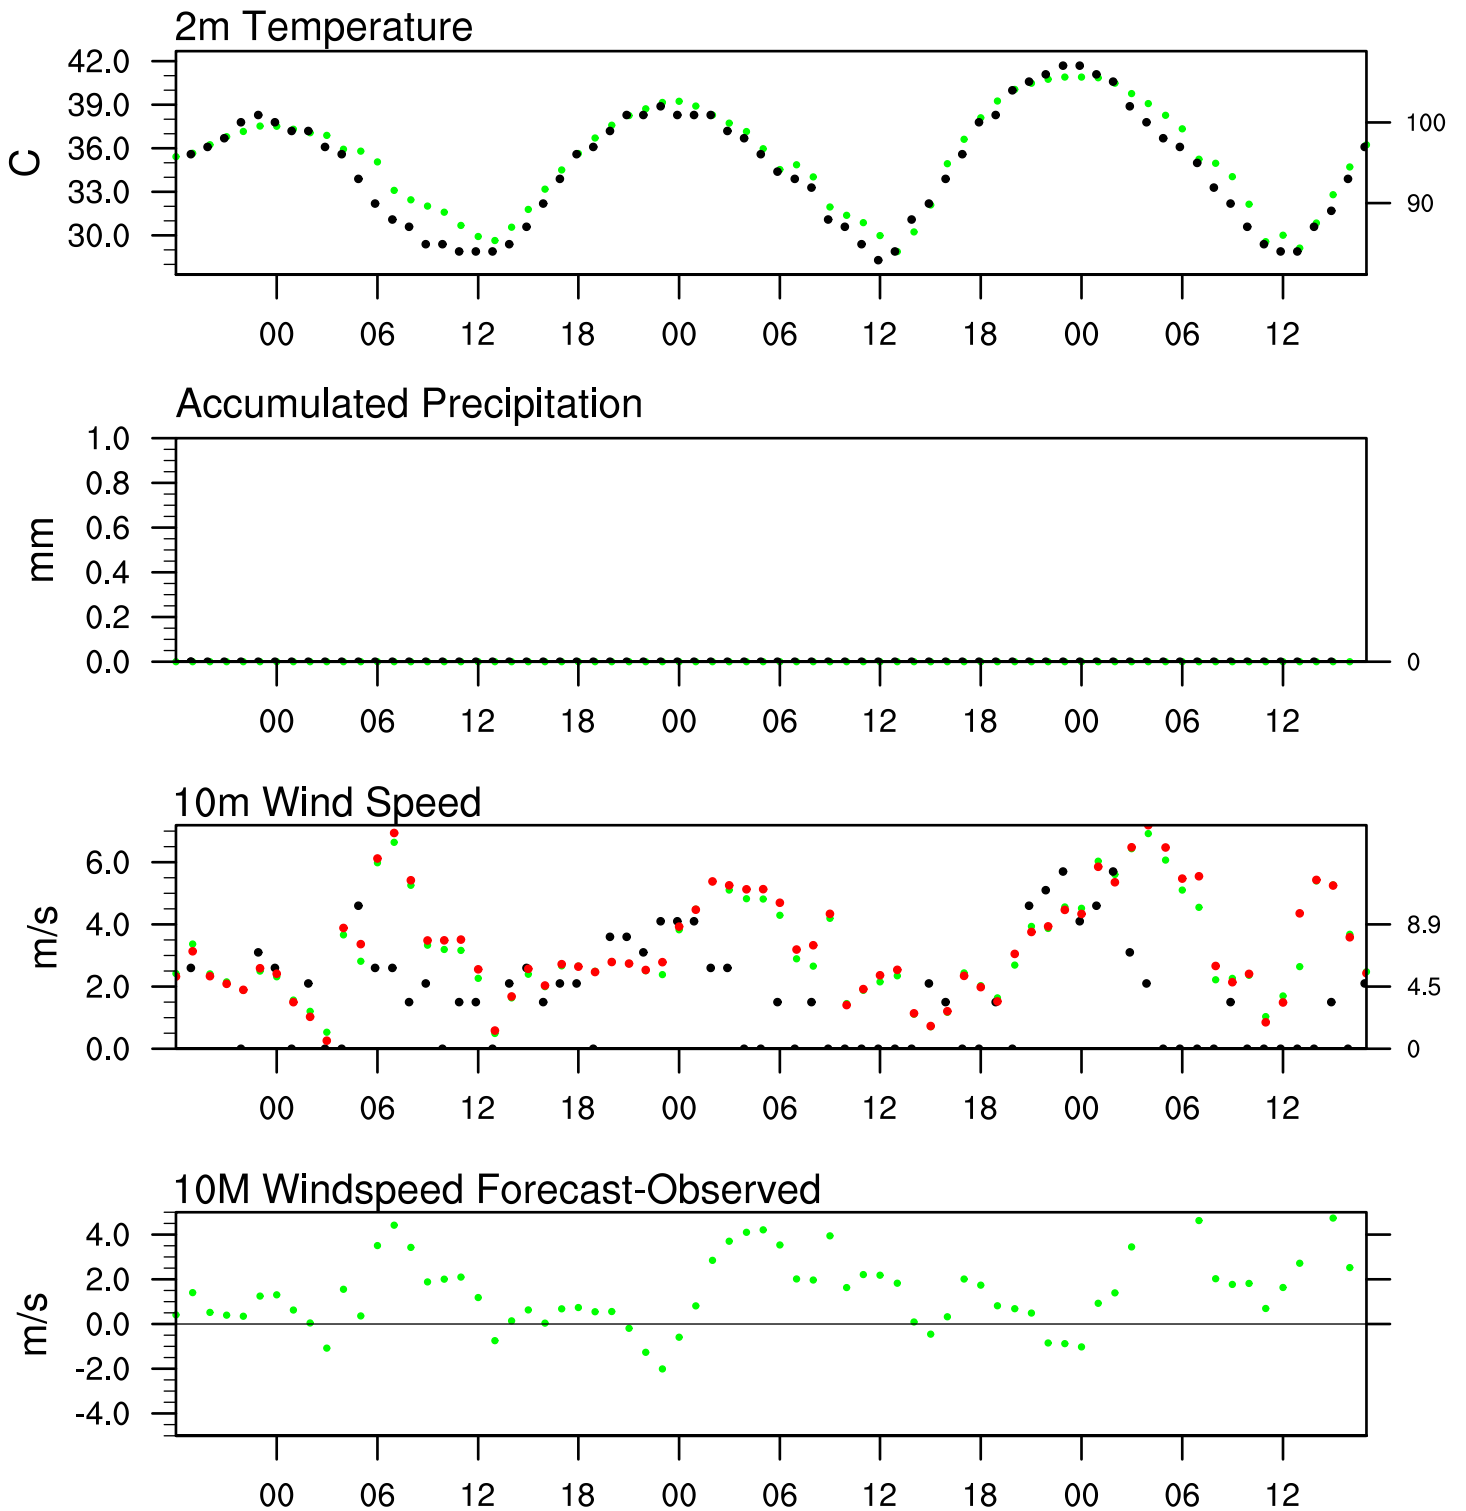 2m Temperature
42.0
39.0
36.0
33.0
30.0
C
100
90
00 06 12 18 00 06 12 18 00 06 12
Accumulated Precipitation
1.0
0.8
0.6
0.4
0.2
0.0
mm
0
00 06 12 18 00 06 12 18 00 06 12
10m Wind Speed
6.0
4.0
2.0
0.0
m/s
8.9
4.5
0
00 06 12 18 00 06 12 18 00 06 12
10M Windspeed Forecast-Observed
4.0
2.0
0.0
-2.0
-4.0
m/s
00 06 12 18 00 06 12 18 00 06 12